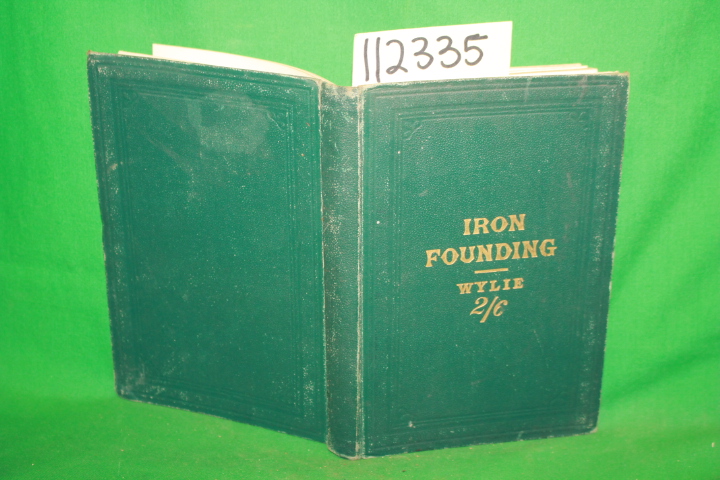 112335
IRON
FOUNDING
WYLIE
2/6